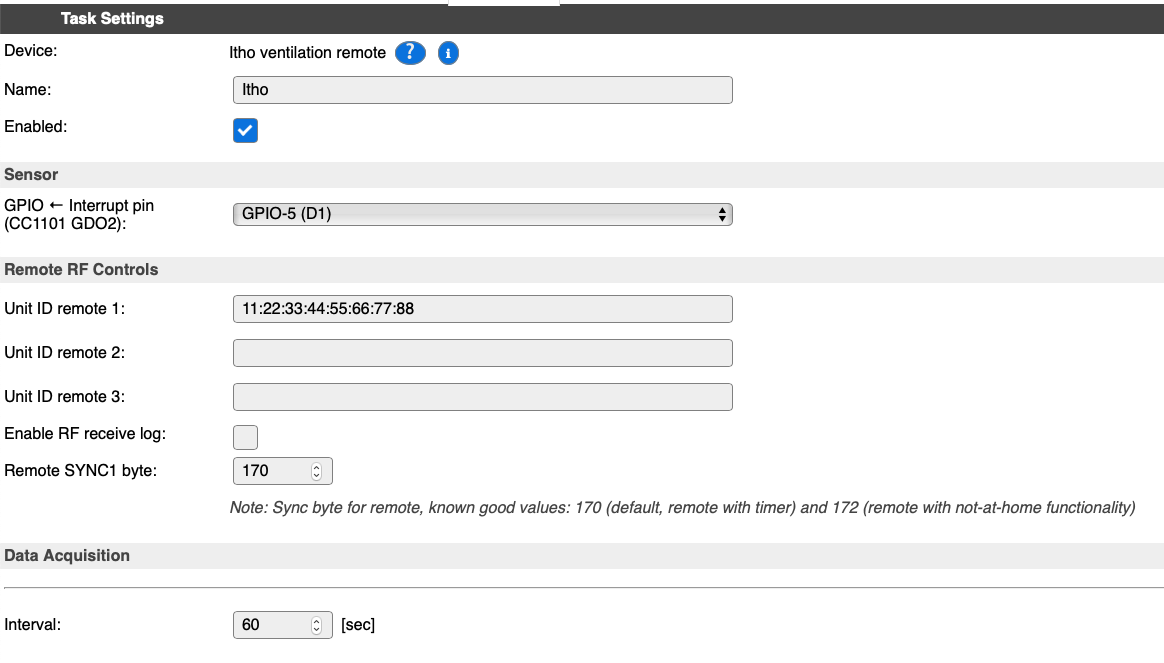 Task Settings
Device: Itho ventilation remote ? i
Name: Itho
Enabled:
Sensor
GPIO ← Interrupt pin
(CC1101 GDO2): GPIO-5 (D1)
Remote RF Controls
Unit ID remote 1: 11:22:33:44:55:66:77:88
Unit ID remote 2:
Unit ID remote 3:
Enable RF receive log:
Remote SYNC1 byte: 170
Note: Sync byte for remote, known good values: 170 (default, remote with timer) and 172 (remote with not-at-home functionality)
Data Acquisition
Interval: 60 [sec]